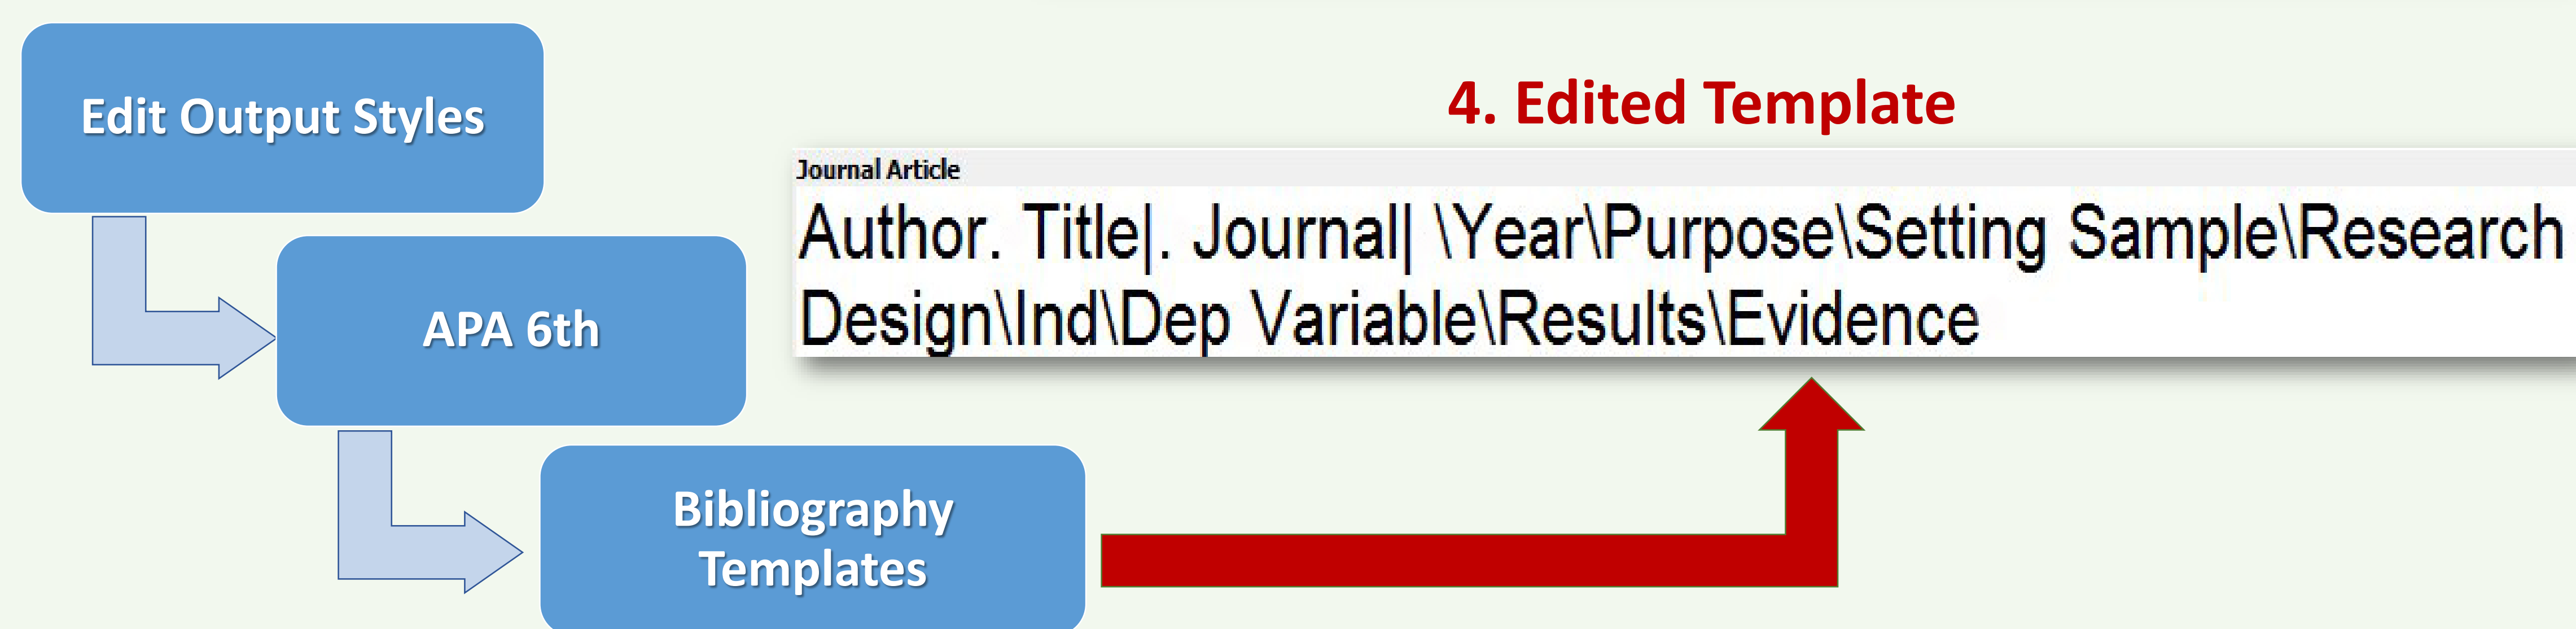 Edit Output Styles
APA 6th
Bibliography
Templates
4. Edited Template
Journal Article
Author. Title|. Journal| \Year\Purpose\Setting Sample\Research
Design\Ind\Dep Variable\Results\Evidence